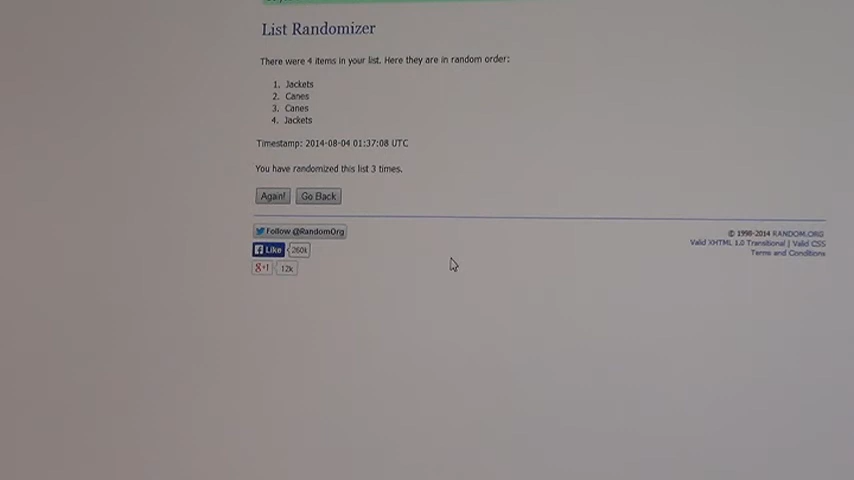 List Randomizer
There were 4 items in your list. Here they are in random order:
1. Jackets
2. Canes
3. Canes
4. Jackets
Timestamp: 2014-08-04 01:37:08 UTC
You have randomized this list 3 times.
Again! Go Back
Follow @RandomOrg
Like 260k
g+1 12k
© 1998-2014 RANDOM.ORG
Valid XHTML 1.0 Transitional | Valid CSS
Terms and Conditions